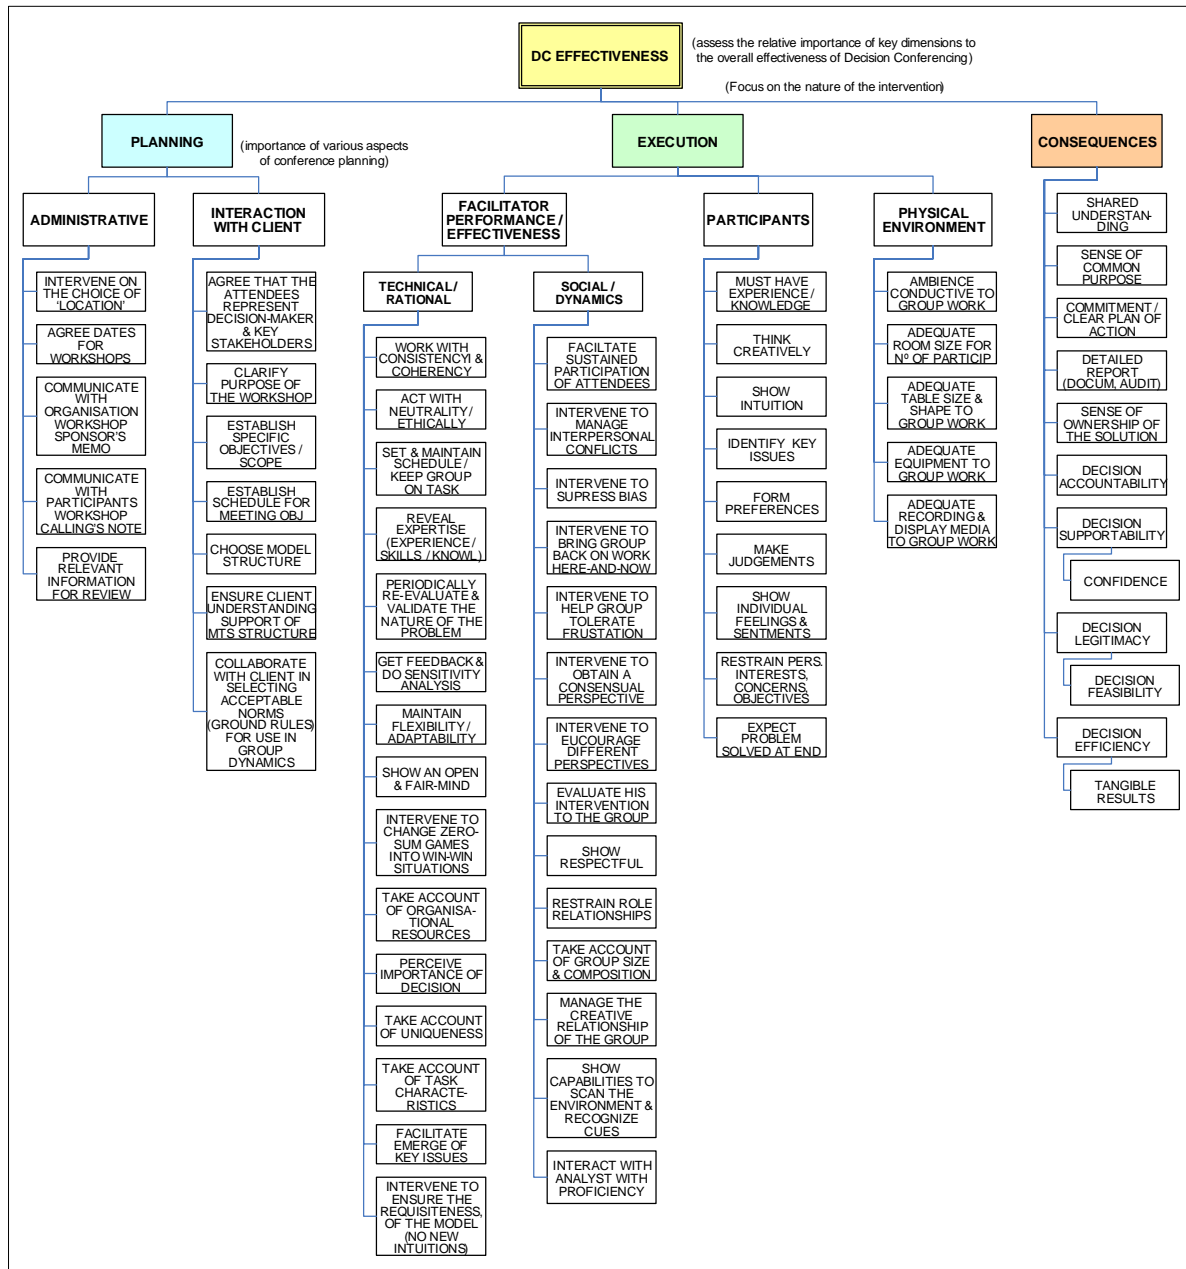 DC EFFECTIVENESS
(assess the relative importance of key dimensions to
the overall effectiveness of Decision Conferencing)
(Focus on the nature of the intervention)
PLANNING
(importance of various aspects
of conference planning)
EXECUTION
CONSEQUENCES
ADMINISTRATIVE
INTERACTION
WITH CLIENT
FACILITATOR
PERFORMANCE /
EFFECTIVENESS
PARTICIPANTS
PHYSICAL
ENVIRONMENT
INTERVENE ON
THE CHOICE OF
‘LOCATION’
AGREE DATES
FOR
WORKSHOPS
COMMUNICATE
WITH
ORGANISATION
WORKSHOP
SPONSOR'S
MEMO
COMMUNICATE
WITH
PARTICIPANTS
WORKSHOP
CALLING'S NOTE
PROVIDE
RELEVANT
INFORMATION
FOR REVIEW
AGREE THAT THE
ATTENDEES
REPRESENT
DECISION-MAKER
& KEY
STAKEHOLDERS
CLARIFY
PURPOSE OF
THE WORKSHOP
ESTABLISH
SPECIFIC
OBJECTIVES /
SCOPE
ESTABLISH
SCHEDULE FOR
MEETING OBJ
CHOOSE MODEL
STRUCTURE
ENSURE CLIENT
UNDERSTANDING
SUPPORT OF
MTS STRUCTURE
COLLABORATE
WITH CLIENT IN
SELECTING
ACCEPTABLE
NORMS
(GROUND RULES)
FOR USE IN
GROUP
DYNAMICS
TECHNICAL /
RATIONAL
WORK WITH
CONSISTENCYI &
COHERENCY
ACT WITH
NEUTRALITY /
ETHICALLY
SET & MAINTAIN
SCHEDULE /
KEEP GROUP
ON TASK
REVEAL
EXPERTISE
(EXPERIENCE /
SKILLS / KNOWL)
PERIODICALLY
RE-EVALUATE &
VALIDATE THE
NATURE OF THE
PROBLEM
GET FEEDBACK &
DO SENSITIVITY
ANALYSIS
MAINTAIN
FLEXIBILITY /
ADAPTABILITY
SHOW AN OPEN
& FAIR-MIND
INTERVENE TO
CHANGE ZERO-
SUM GAMES
INTO WIN-WIN
SITUATIONS
TAKE ACCOUNT
OF ORGANISA-
TIONAL
RESOURCES
PERCEIVE
IMPORTANCE OF
DECISION
TAKE ACCOUNT
OF UNIQUENESS
TAKE ACCOUNT
OF TASK
CHARACTE-
RISTICS
FACILITATE
EMERGE OF
KEY ISSUES
INTERVENE TO
ENSURE THE
REQUISITENESS,
OF THE MODEL
(NO NEW
INTUITIONS)
SOCIAL /
DYNAMICS
FACILTATE
SUSTAINED
PARTICIPATION
OF ATTENDEES
INTERVENE TO
MANAGE
INTERPERSONAL
CONFLICTS
INTERVENE TO
SUPRESS BIAS
INTERVENE TO
BRING GROUP
BACK ON WORK
HERE-AND-NOW
INTERVENE TO
HELP GROUP
TOLERATE
FRUSTATION
INTERVENE TO
OBTAIN A
CONSENSUAL
PERSPECTIVE
INTERVENE TO
EUCOURAGE
DIFFERENT
PERSPECTIVES
EVALUATE HIS
INTERVENTION
TO THE GROUP
SHOW
RESPECTFUL
RESTRAIN ROLE
RELATIONSHIPS
TAKE ACCOUNT
OF GROUP SIZE
& COMPOSITION
MANAGE THE
CREATIVE
RELATIONSHIP
OF THE GROUP
SHOW
CAPABILITIES TO
SCAN THE
ENVIRONMENT &
RECOGNIZE
CUES
INTERACT WITH
ANALYST WITH
PROFICIENCY
MUST HAVE
EXPERIENCE /
KNOWLEDGE
THINK
CREATIVELY
SHOW
INTUITION
IDENTIFY KEY
ISSUES
FORM
PREFERENCES
MAKE
JUDGEMENTS
SHOW
INDIVIDUAL
FEELINGS &
SENTMENTS
RESTRAIN PERS.
INTERESTS,
CONCERNS,
OBJECTIVES
EXPECT
PROBLEM
SOLVED AT END
AMBIENCE
CONDUCTIVE TO
GROUP WORK
ADEQUATE
ROOM SIZE FOR
Nº OF PARTICIP
ADEQUATE
TABLE SIZE &
SHAPE TO
GROUP WORK
ADEQUATE
EQUIPMENT TO
GROUP WORK
ADEQUATE
RECORDING &
DISPLAY MEDIA
TO GROUP WORK
SHARED
UNDERSTAN-
DING
SENSE OF
COMMON
PURPOSE
COMMITMENT /
CLEAR PLAN OF
ACTION
DETAILED
REPORT
(DOCUM, AUDIT)
SENSE OF
OWNERSHIP OF
THE SOLUTION
DECISION
ACCOUNTABILITY
DECISION
SUPPORTABILITY
CONFIDENCE
DECISION
LEGITIMACY
DECISION
FEASIBILITY
DECISION
EFFICIENCY
TANGIBLE
RESULTS